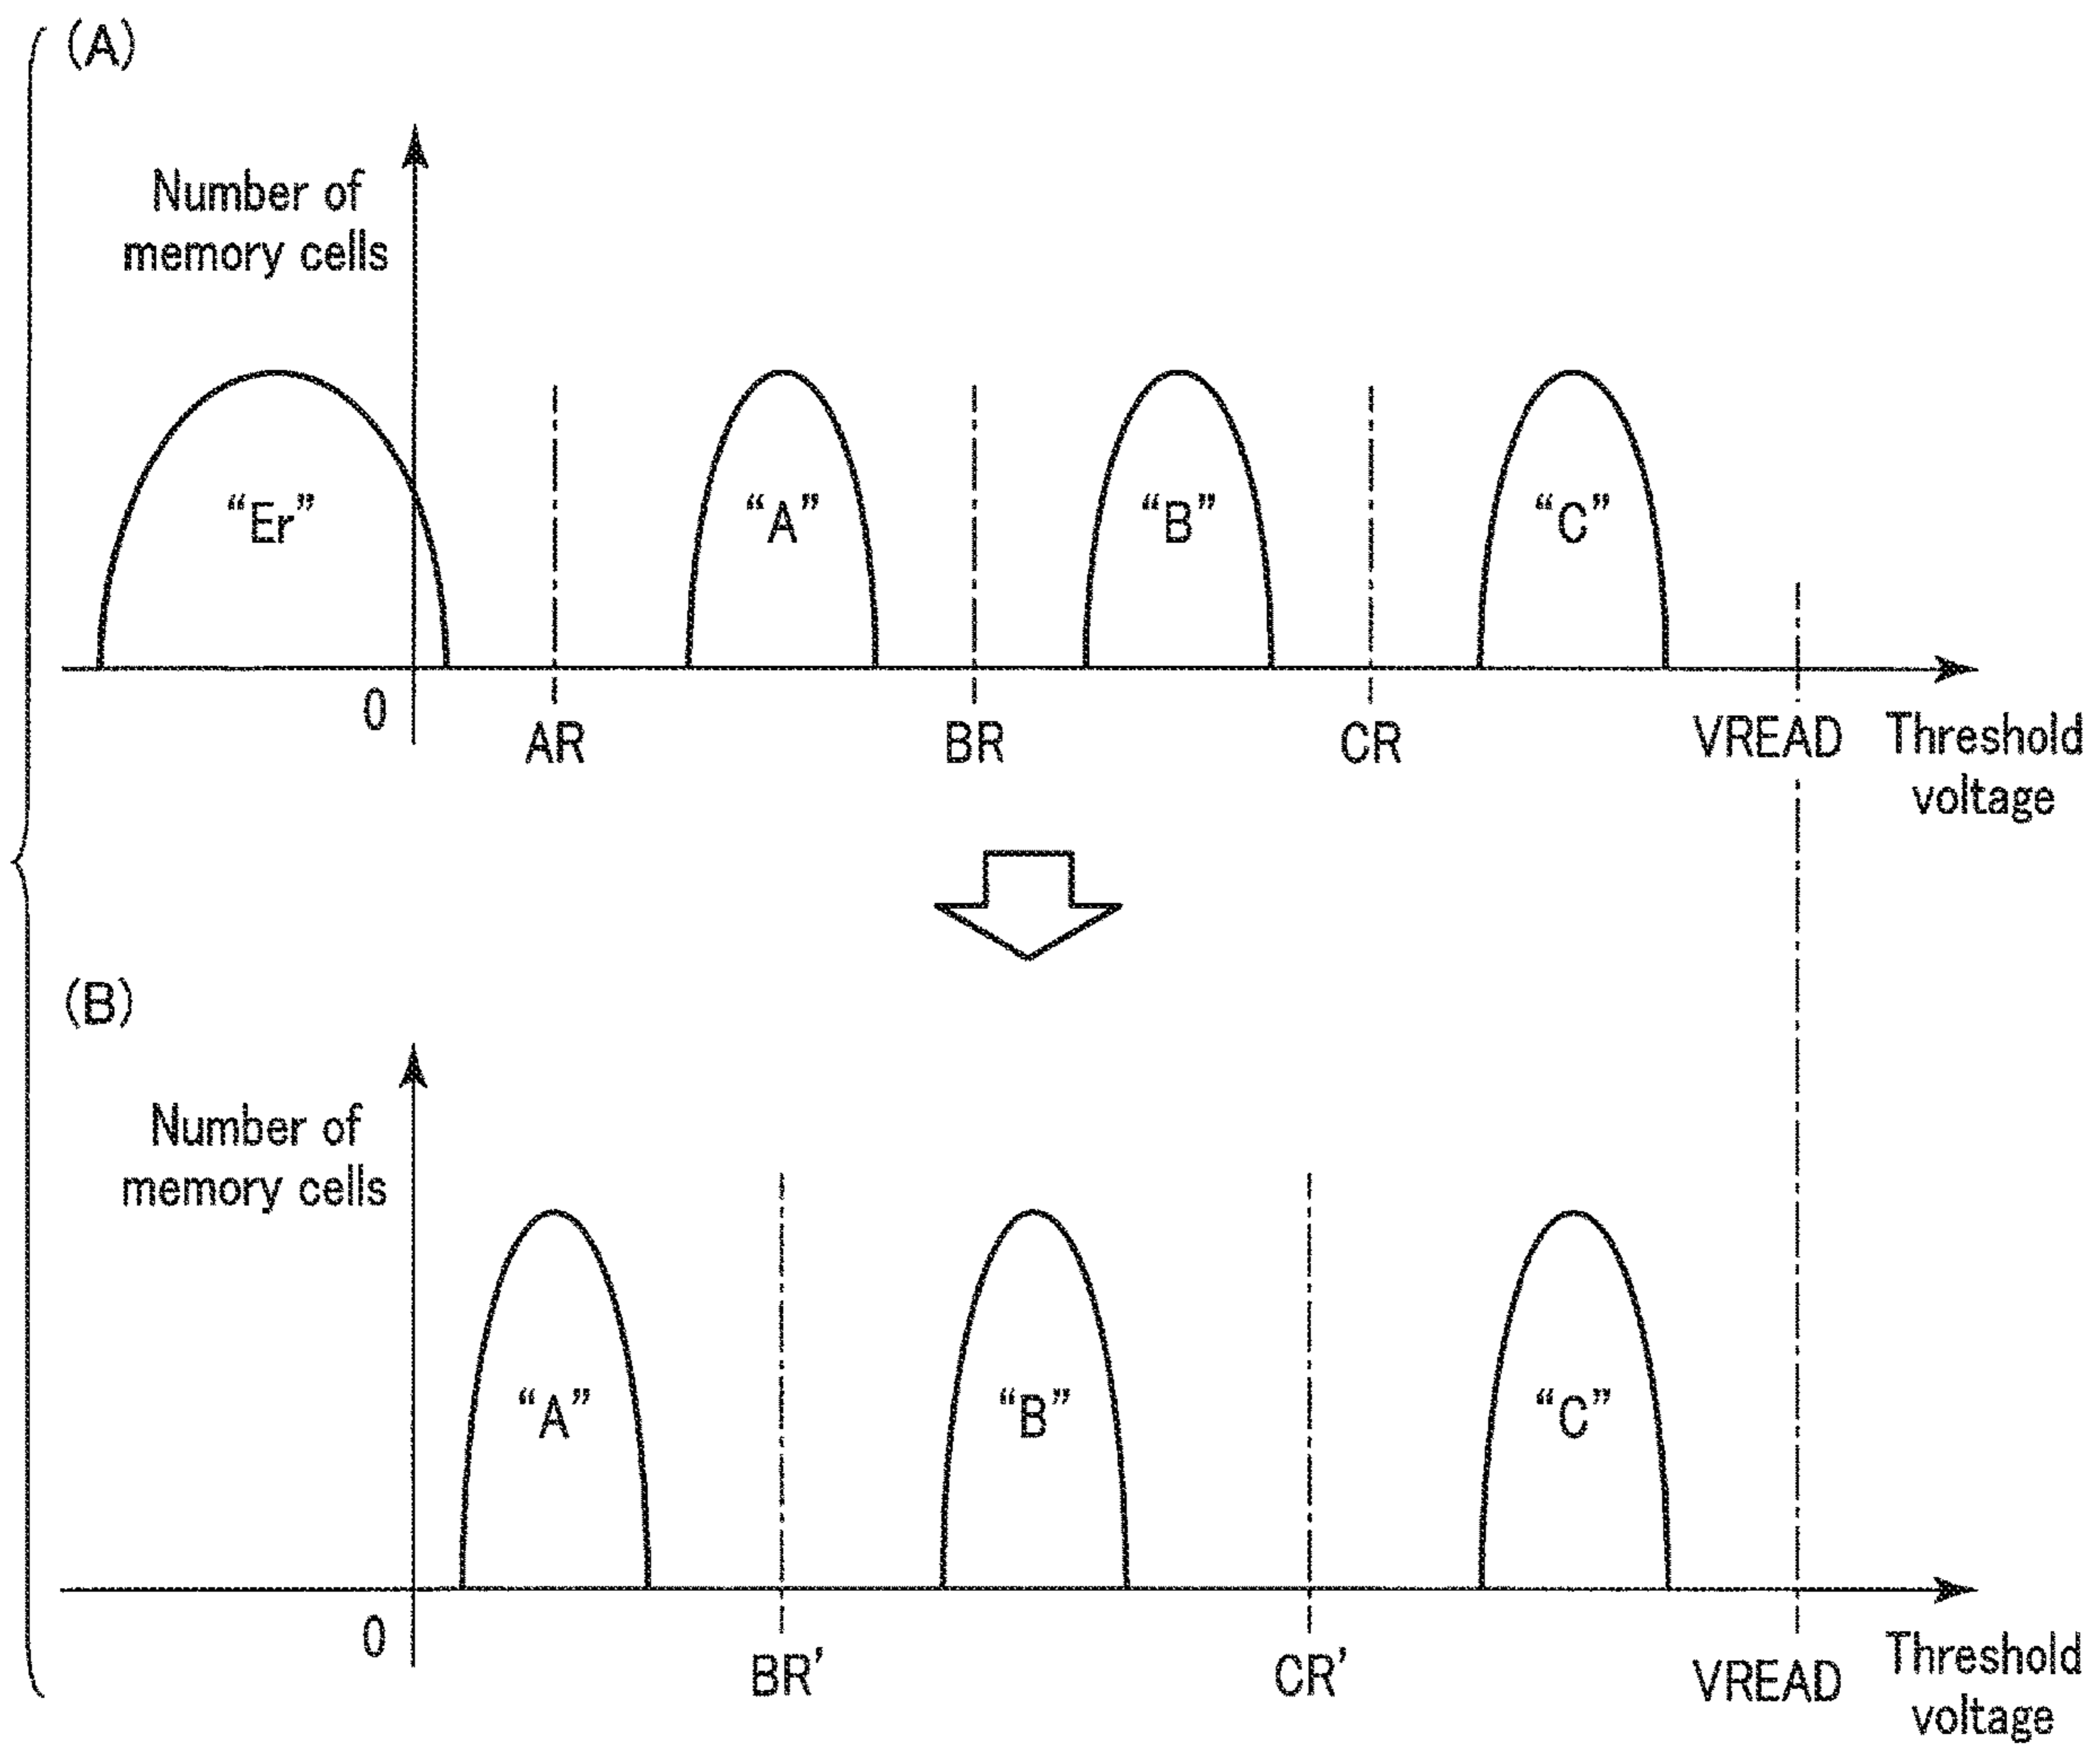 (A)
Number of
memory cells
“Er”
“A”
“B”
“C”
0
AR
BR
CR
VREAD
Threshold
voltage
(B)
Number of
memory cells
“A”
“B”
“C”
0
BR’
CR’
VREAD
Threshold
voltage